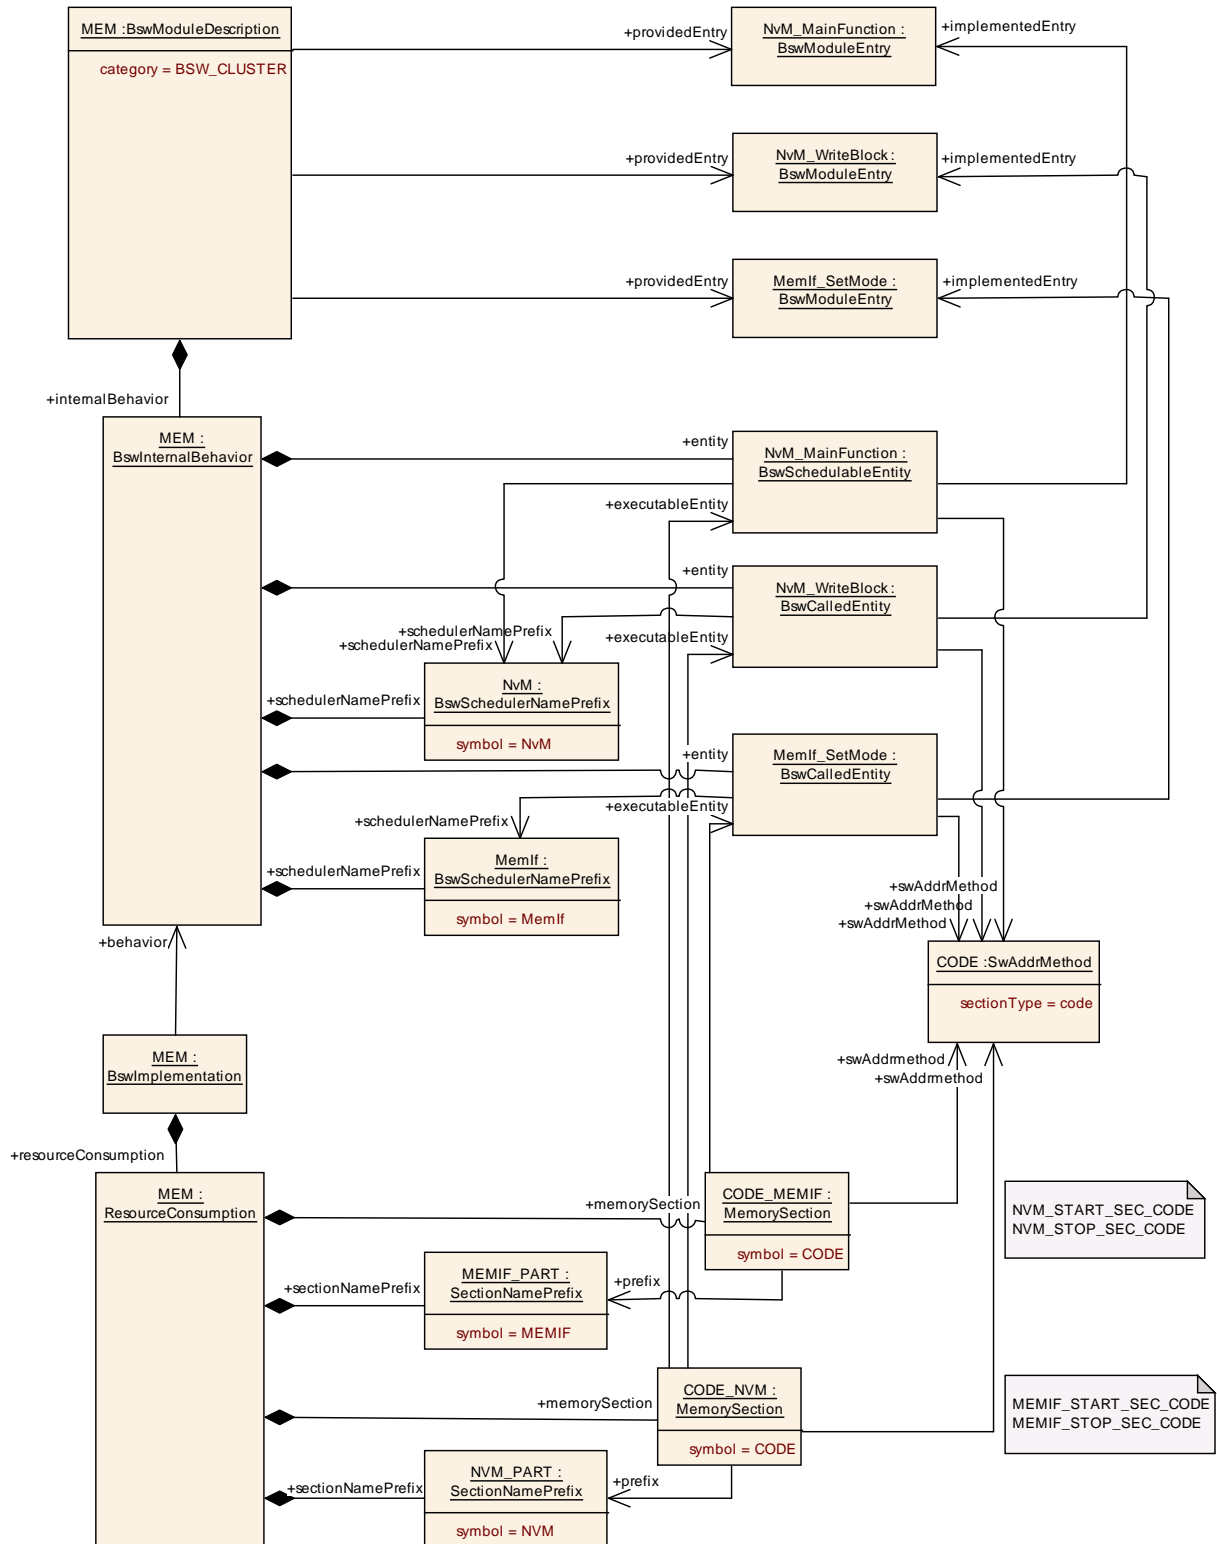 MEM :BswModuleDescription
category = BSW_CLUSTER
+providedEntry
NvM_MainFunction :
BswModuleEntry
+implementedEntry
+providedEntry
NvM_WriteBlock :
BswModuleEntry
+implementedEntry
+providedEntry
MemIf_SetMode :
BswModuleEntry
+implementedEntry
+internalBehavior
MEM :
BswInternalBehavior
+entity
NvM_MainFunction :
BswSchedulableEntity
+executableEntity
+entity
NvM_WriteBlock :
BswCalledEntity
+executableEntity
+schedulerNamePrefix
+schedulerNamePrefix
+schedulerNamePrefix
NvM :
BswSchedulerNamePrefix
symbol = NvM
+entity
MemIf_SetMode :
BswCalledEntity
+executableEntity
+schedulerNamePrefix
+schedulerNamePrefix
MemIf :
BswSchedulerNamePrefix
symbol = MemIf
+swAddrMethod
+swAddrMethod
+swAddrMethod
+behavior
CODE :SwAddrMethod
sectionType = code
MEM :
BswImplementation
+swAddrmethod
+swAddrmethod
+resourceConsumption
MEM :
ResourceConsumption
+memorySection
CODE_MEMIF :
MemorySection
symbol = CODE
NVM_START_SEC_CODE
NVM_STOP_SEC_CODE
+sectionNamePrefix
MEMIF_PART :
SectionNamePrefix
symbol = MEMIF
+prefix
+memorySection
CODE_NVM :
MemorySection
symbol = CODE
MEMIF_START_SEC_CODE
MEMIF_STOP_SEC_CODE
+sectionNamePrefix
NVM_PART :
SectionNamePrefix
symbol = NVM
+prefix